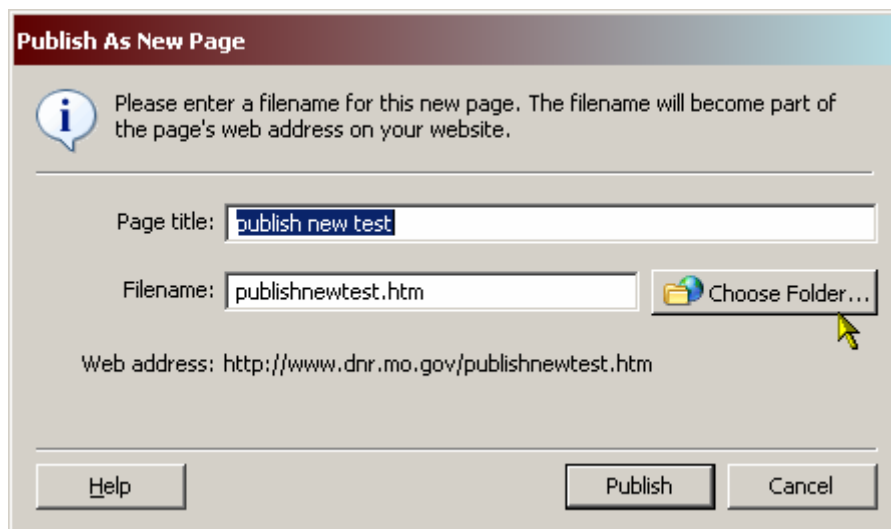 Publish As New Page
Please enter a filename for this new page. The filename will become part of
the page's web address on your website.
Page title: publish new test
Filename: publishnewtest.htm Choose Folder...
Web address: http://www.dnr.mo.gov/publishnewtest.htm
Help Publish Cancel